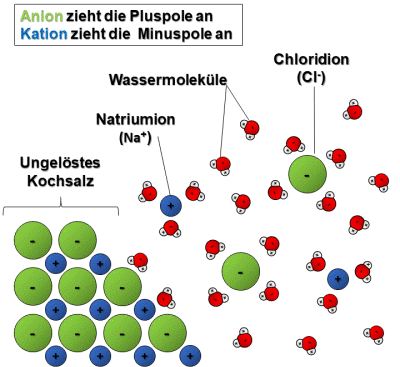 Anion zieht die Pluspole an
Kation zieht die Minuspole an
Chloridion
(Cl-)
Wassermoleküle
Natriumion
(Na+)
Ungelöstes
Kochsalz